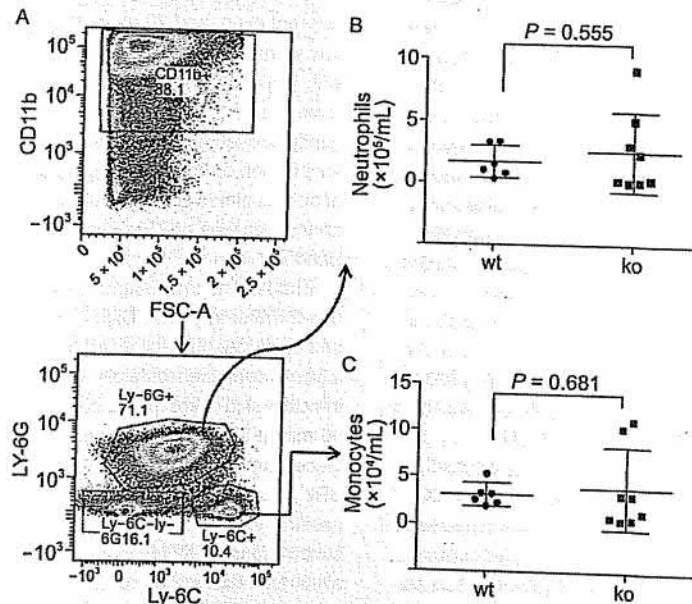 A
CD11b
10⁵
10⁴
10³
−10³
CD11b+
88.1
0
5 × 10⁴
1 × 10⁵
1.5 × 10⁵
2 × 10⁵
2.5 × 10⁵
FSC-A
LY-6G
10⁵
10⁴
10³
−10³
Ly-6G+
71.1
Ly-6C-ly-
6G16.1
Ly-6C+
10.4
−10³
0
10³
10⁴
10⁵
Ly-6C
B
P = 0.555
Neutrophils
(×10⁵/mL)
10
5
0
wt
ko
C
P = 0.681
Monocytes
(×10⁴/mL)
15
10
5
0
wt
ko